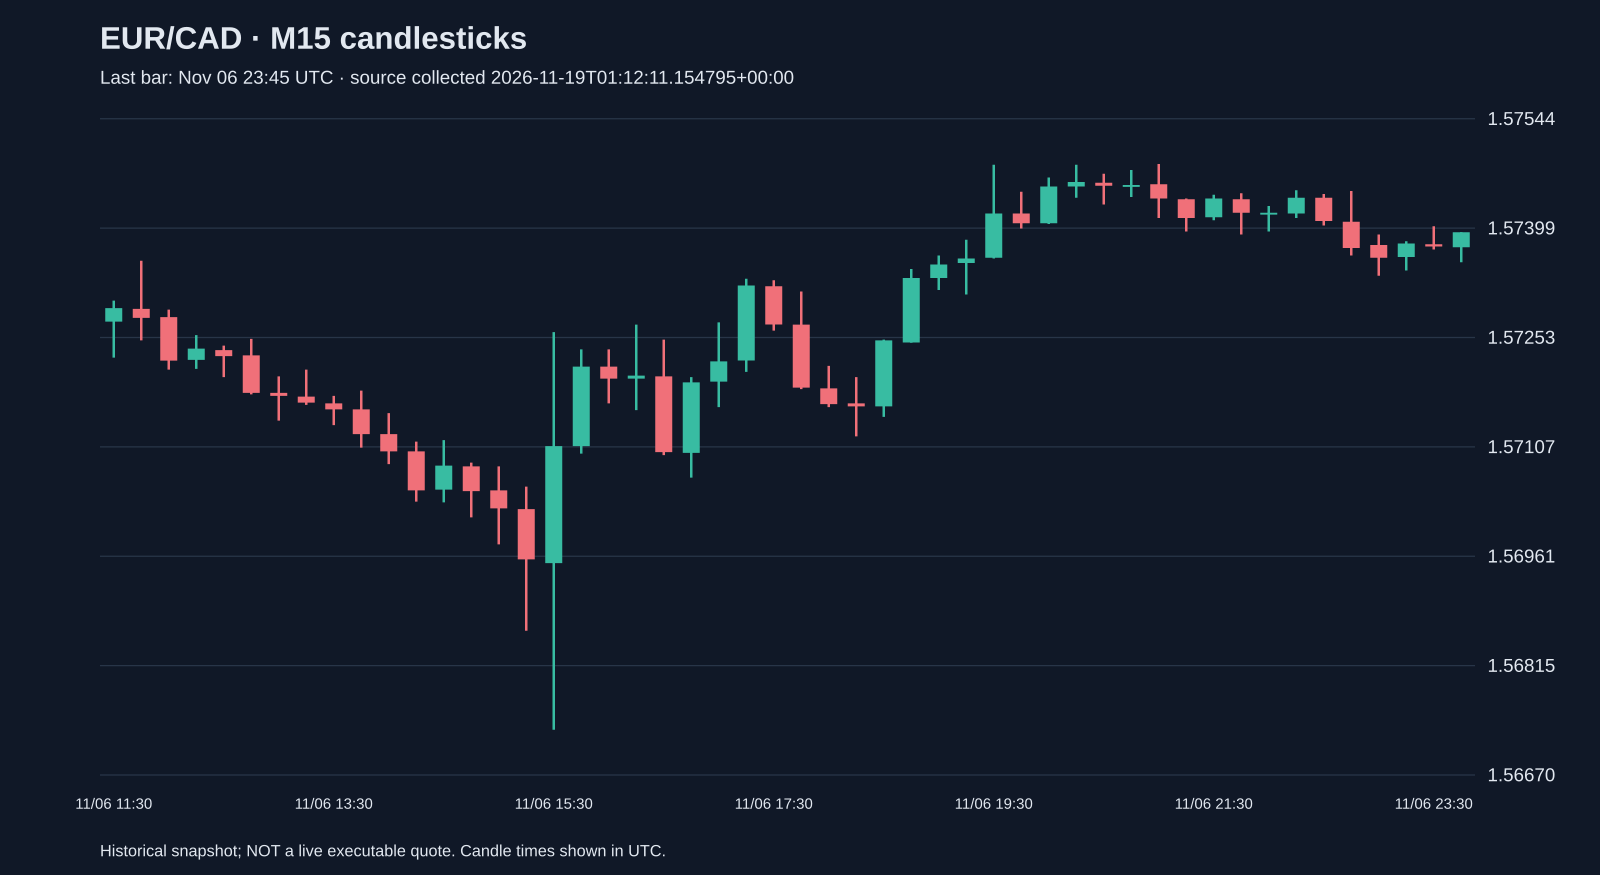 EUR/CAD · M15 candlesticks
Last bar: Nov 06 23:45 UTC · source collected 2026-11-19T01:12:11.154795+00:00
1.57544
1.57399
1.57253
1.57107
1.56961
1.56815
1.56670
11/06 11:30 11/06 13:30 11/06 15:30 11/06 17:30 11/06 19:30 11/06 21:30 11/06 23:30
Historical snapshot; NOT a live executable quote. Candle times shown in UTC.